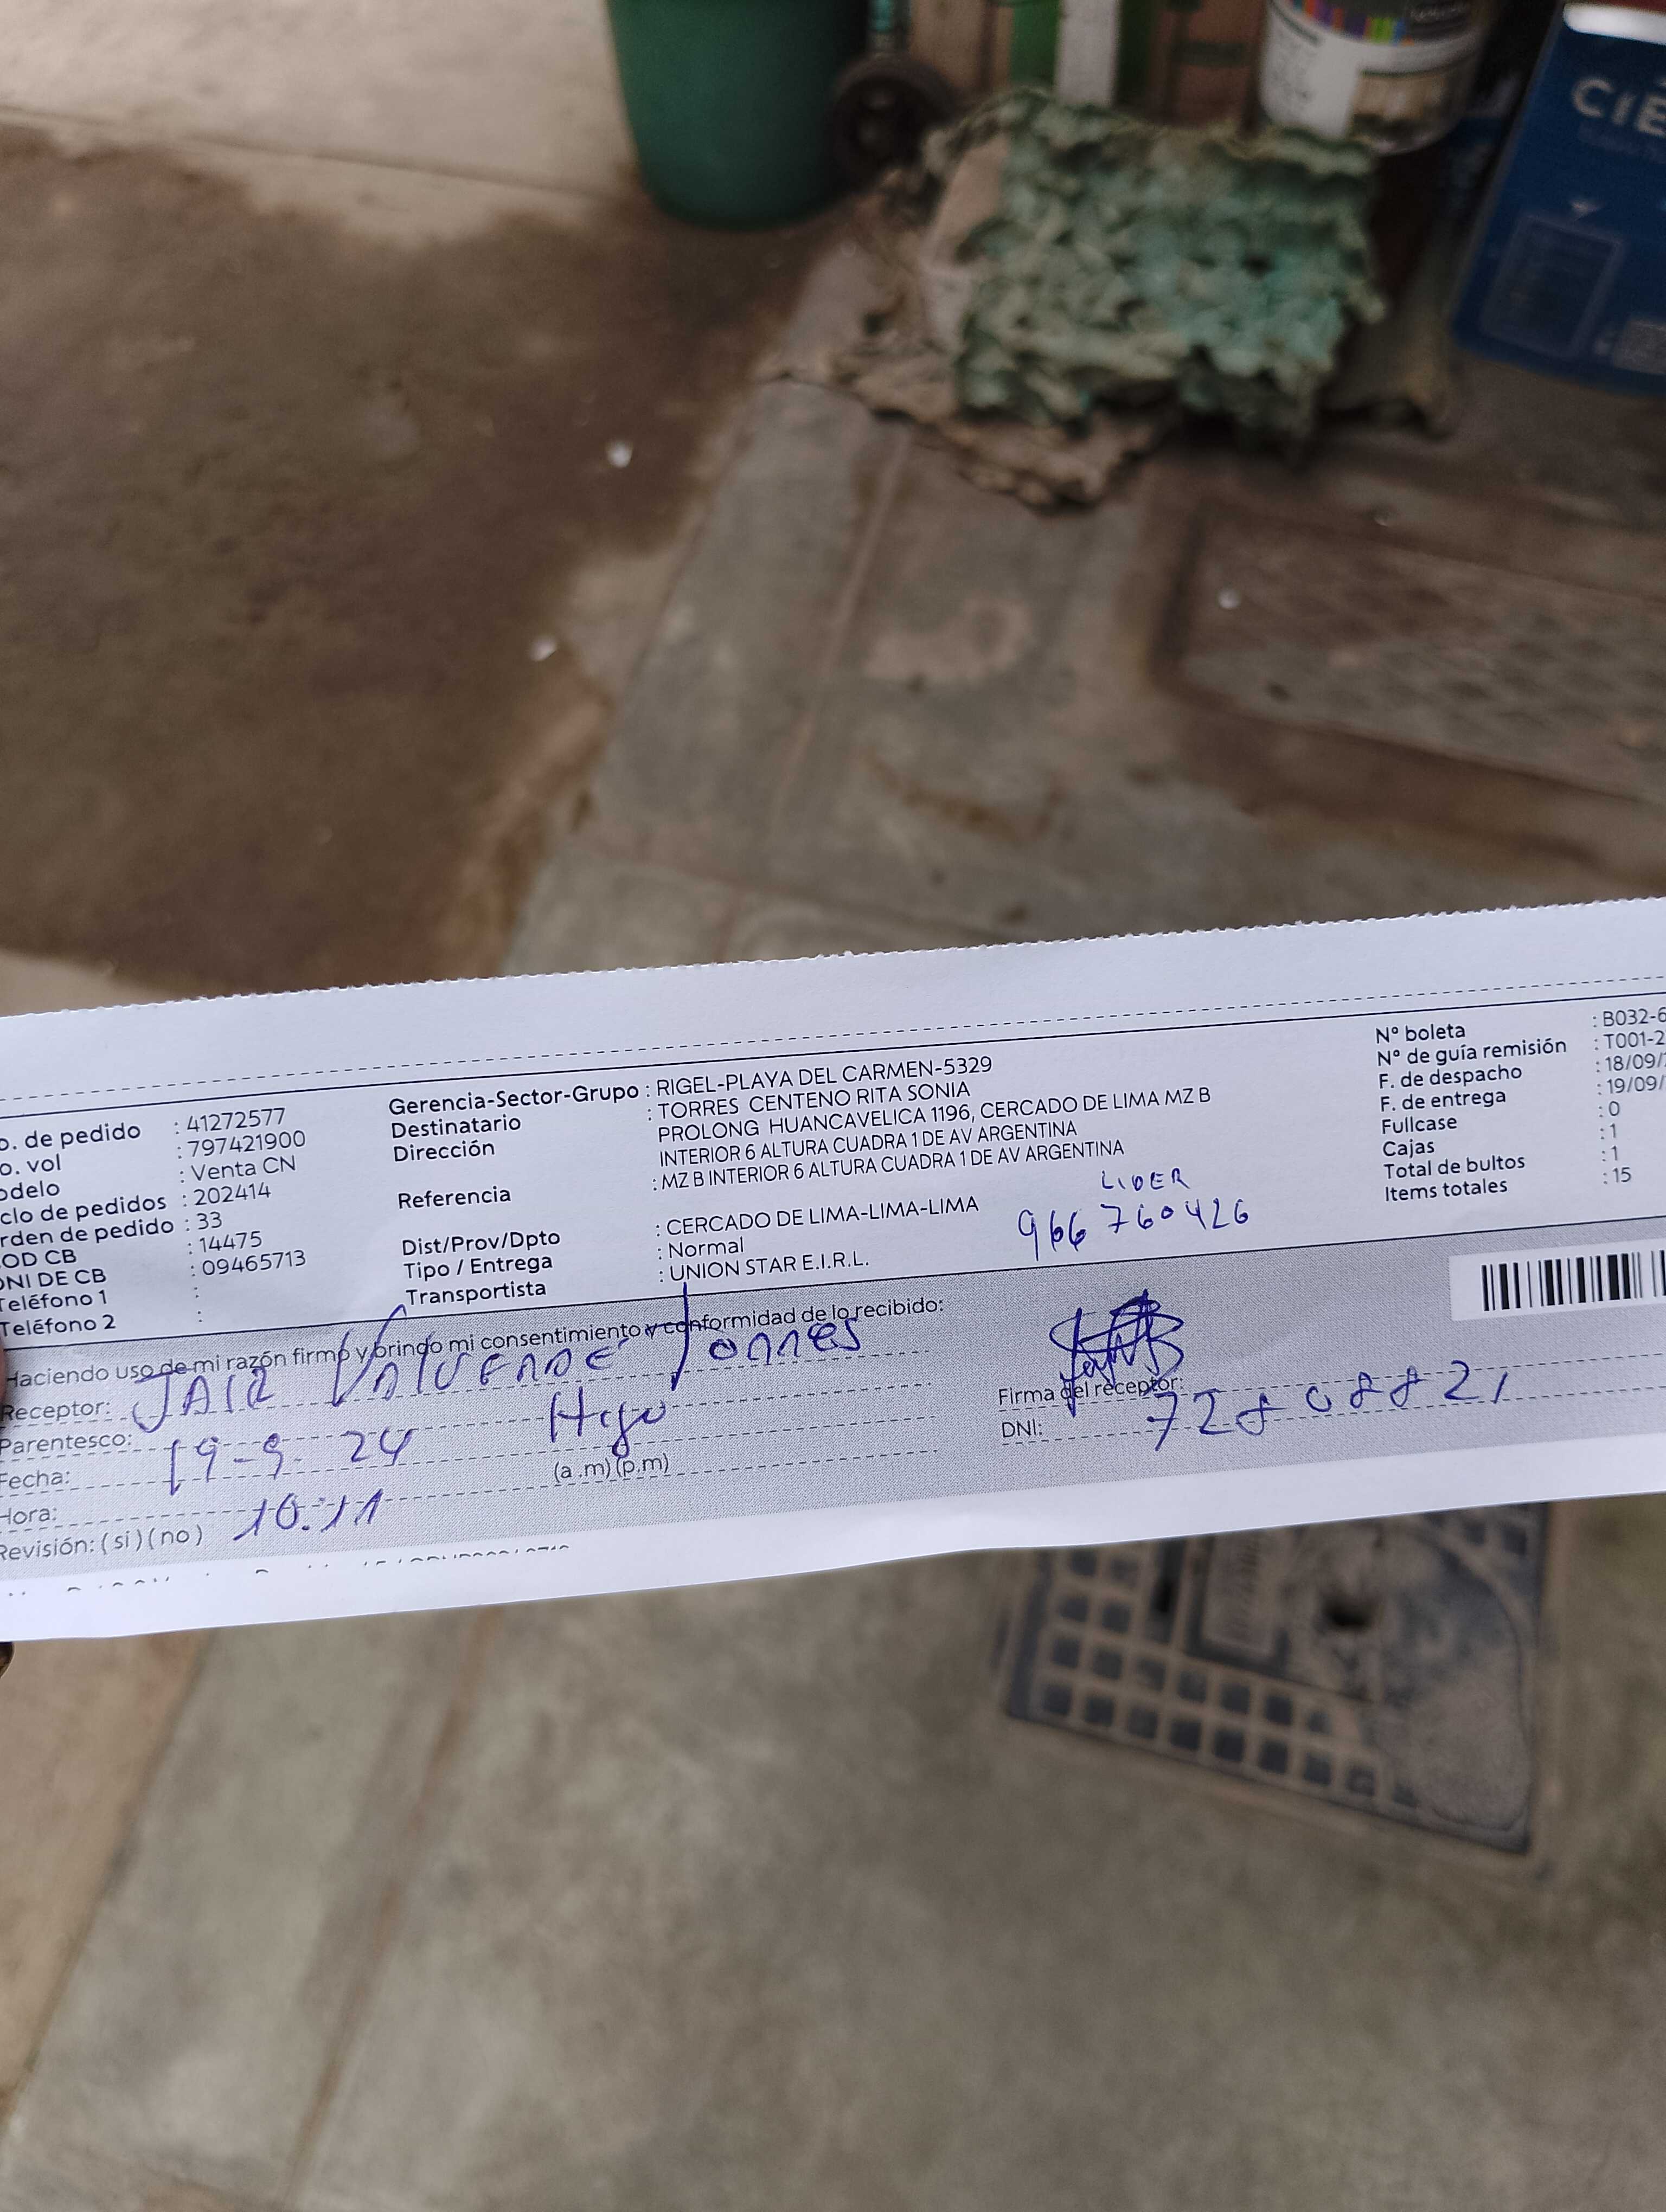 CIE
o. de pedido : 41272577
o. vol : 797421900
odelo : Venta CN
clo de pedidos : 202414
rden de pedido : 33
OD CB : 14475
NI DE CB : 09465713
Teléfono 1 :
Teléfono 2 :
Gerencia-Sector-Grupo : RIGEL-PLAYA DEL CARMEN-5329
Destinatario : TORRES CENTENO RITA SONIA
Dirección PROLONG HUANCAVELICA 1196, CERCADO DE LIMA MZ B
INTERIOR 6 ALTURA CUADRA 1 DE AV ARGENTINA
Referencia : MZ B INTERIOR 6 ALTURA CUADRA 1 DE AV ARGENTINA
Dist/Prov/Dpto : CERCADO DE LIMA-LIMA-LIMA
Tipo / Entrega : Normal
Transportista : UNION STAR E.I.R.L.
LIDER
966 760426
Nº boleta : B032-6
Nº de guía remisión : T001-2
F. de despacho : 18/09/
F. de entrega : 19/09/
Fullcase : 0
Cajas : 1
Total de bultos : 1
Items totales : 15
Haciendo uso de mi razón firmo y brindo mi consentimiento y conformidad de lo recibido:
Receptor: JAIR VALVERDE Torres
Parentesco: Hijo
Fecha: 19-9-24
Hora: 10:11
(a .m) (p.m)
Revisión: ( si ) ( no )
Firma del receptor:
DNI: 72808821